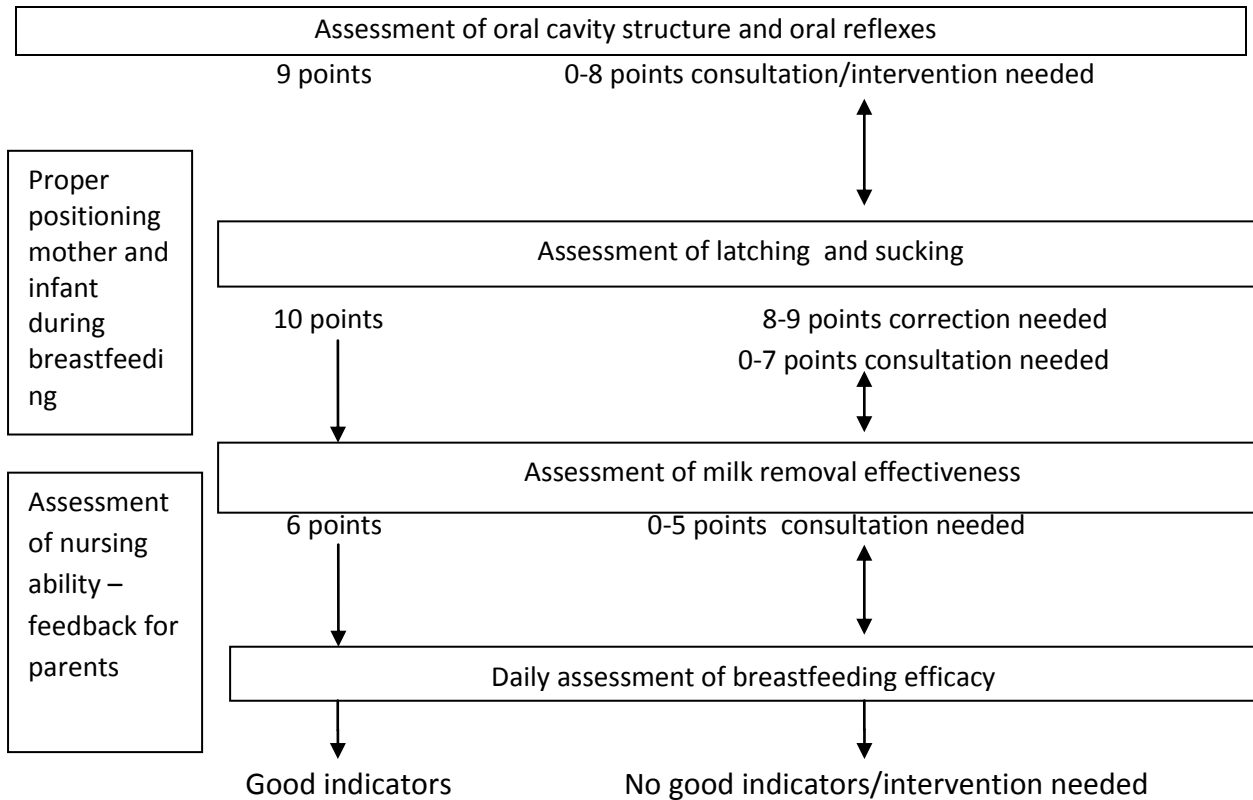 Assessment of oral cavity structure and oral reflexes
9 points
0-8 points consultation/intervention needed
Proper
positioning
mother and
infant
during
breastfeedi
ng
Assessment of latching and sucking
10 points
8-9 points correction needed
0-7 points consultation needed
Assessment of milk removal effectiveness
6 points
0-5 points consultation needed
Assessment
of nursing
ability –
feedback for
parents
Daily assessment of breastfeeding efficacy
Good indicators
No good indicators/intervention needed